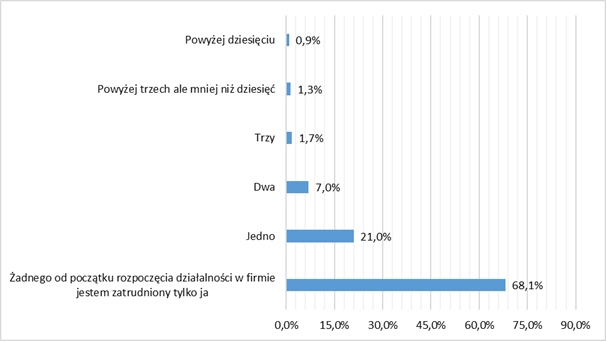 Powyżej dziesięciu 0,9%
Powyżej trzech ale mniej niż dziesięć 1,3%
Trzy 1,7%
Dwa 7,0%
Jedno 21,0%
Żadnego od początku rozpoczęcia działalności w firmie
jestem zatrudniony tylko ja 68,1%
0,0% 15,0% 30,0% 45,0% 60,0% 75,0% 90,0%